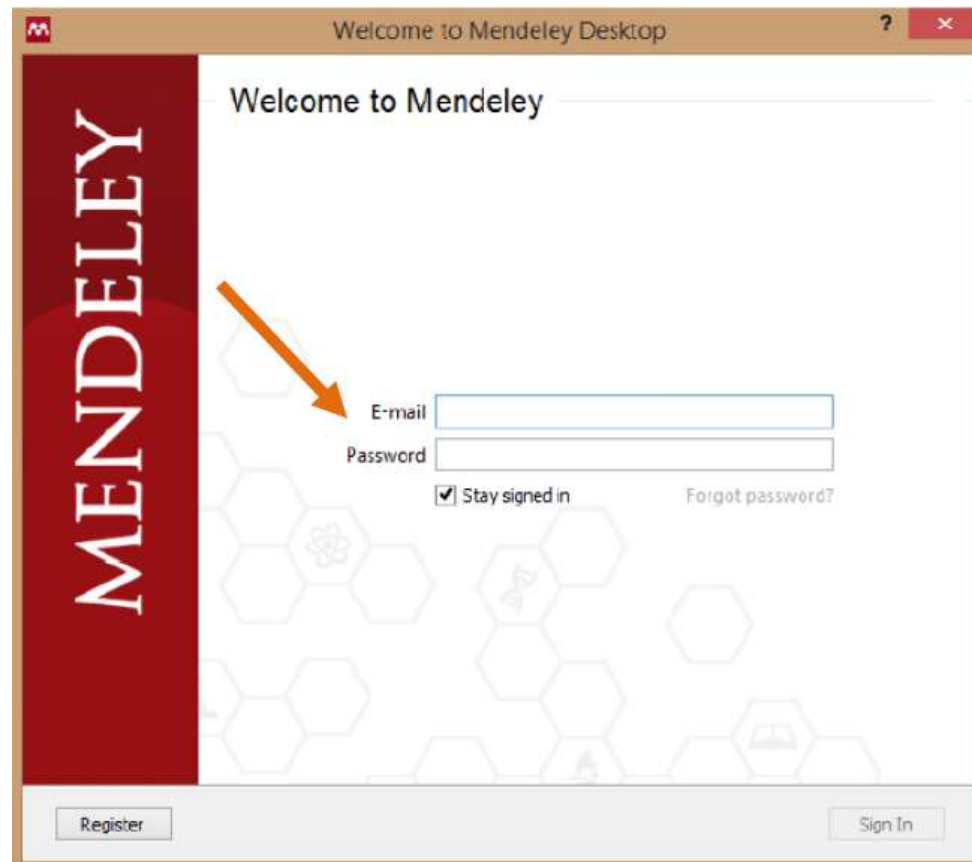 Welcome to Mendeley Desktop
?
Welcome to Mendeley
MENDELEY
E-mail
Password
Stay signed in Forgot password?
Register Sign In